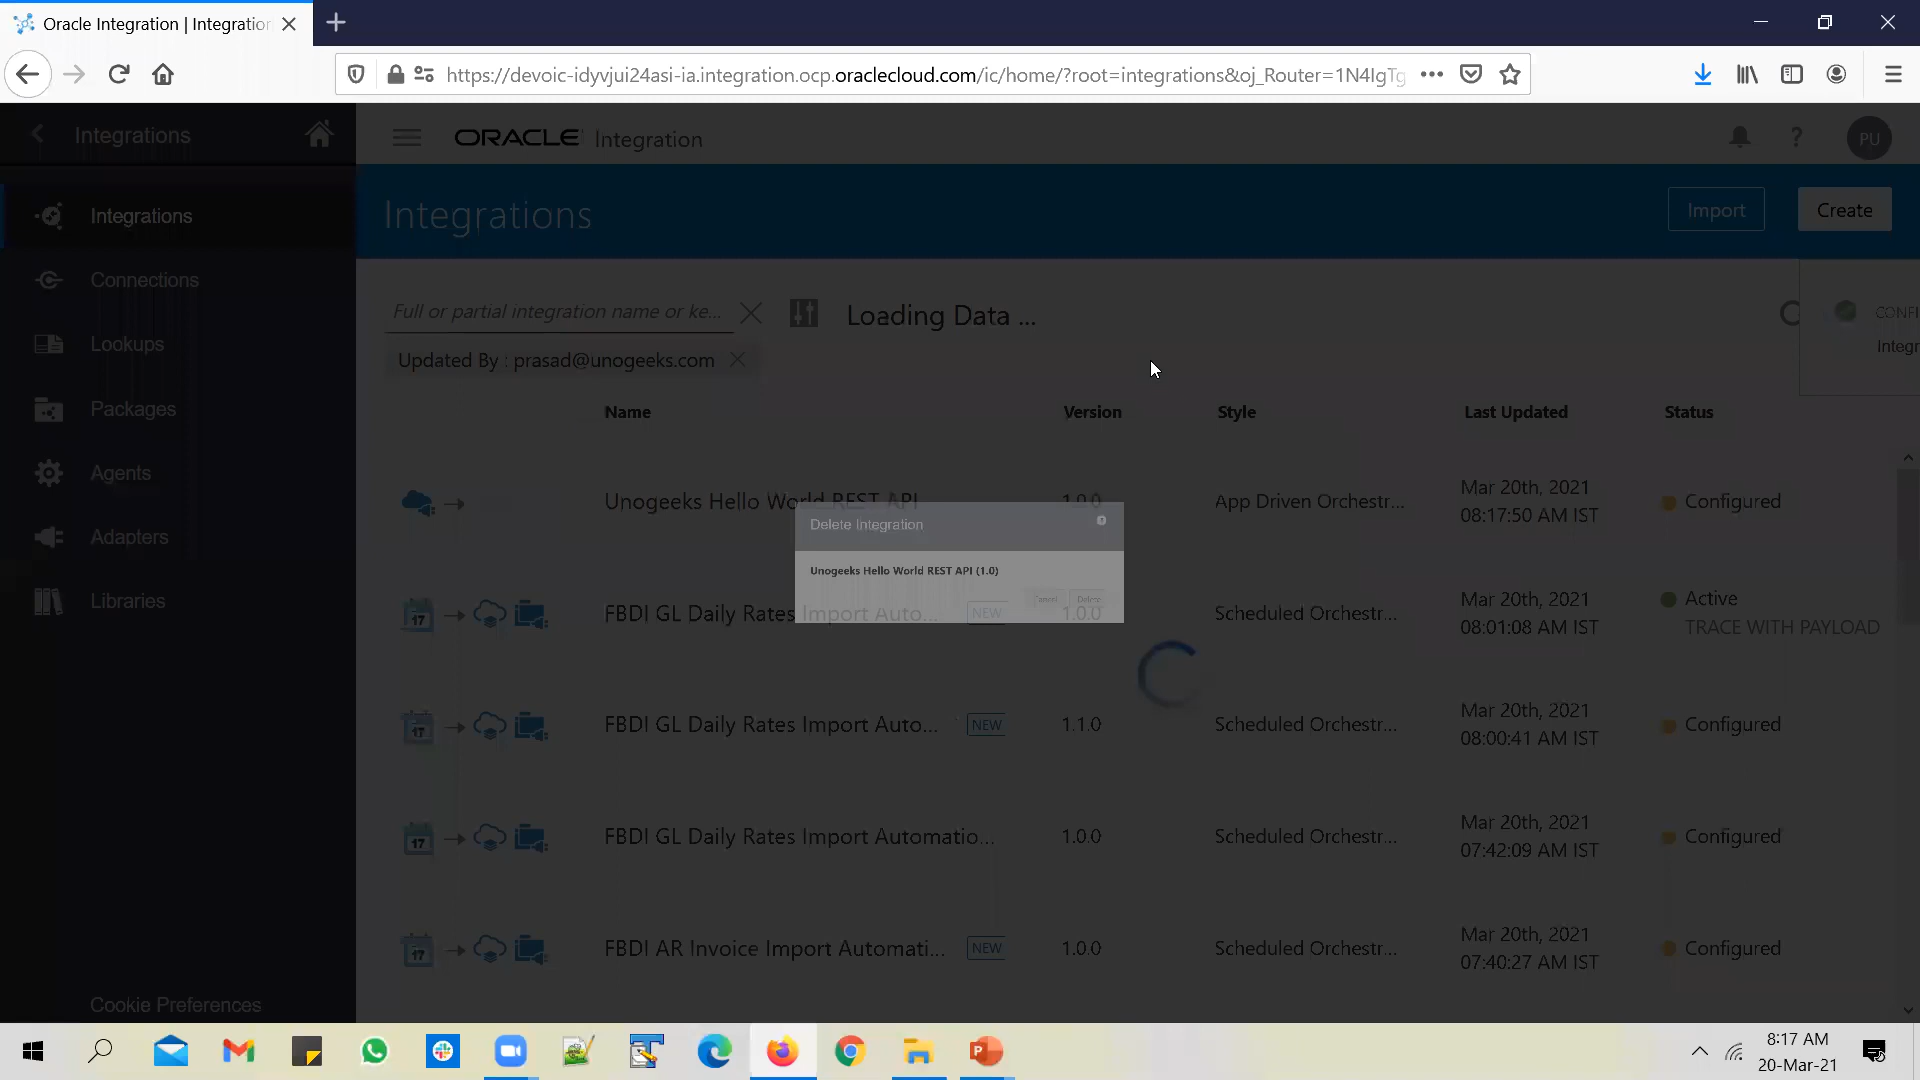 Oracle Integration | Integration
https://devoic-idyvjui24asi-ia.integration.ocp.oraclecloud.com/ic/home/?root=integrations&oj_Router=1N4IgTg
Integrations
ORACLE Integration
PU
Integrations
Connections
Lookups
Packages
Agents
Adapters
Libraries
Cookie Preferences
Integrations
Import
Create
Full or partial integration name or ke...
Loading Data ...
CONFI
Integr
Updated By : prasad@unogeeks.com
Name Version Style Last Updated Status
Unogeeks Hello World REST API 1.0.0 App Driven Orchestr... Mar 20th, 2021 08:17:50 AM IST Configured
Delete Integration
Unogeeks Hello World REST API (1.0)
Cancel Delete
FBDI GL Daily Rates Import Auto... NEW 1.0.0 Scheduled Orchestr... Mar 20th, 2021 08:01:08 AM IST Active
TRACE WITH PAYLOAD
FBDI GL Daily Rates Import Auto... NEW 1.1.0 Scheduled Orchestr... Mar 20th, 2021 08:00:41 AM IST Configured
FBDI GL Daily Rates Import Automatio... 1.0.0 Scheduled Orchestr... Mar 20th, 2021 07:42:09 AM IST Configured
FBDI AR Invoice Import Automati... NEW 1.0.0 Scheduled Orchestr... Mar 20th, 2021 07:40:27 AM IST Configured
8:17 AM
20-Mar-21